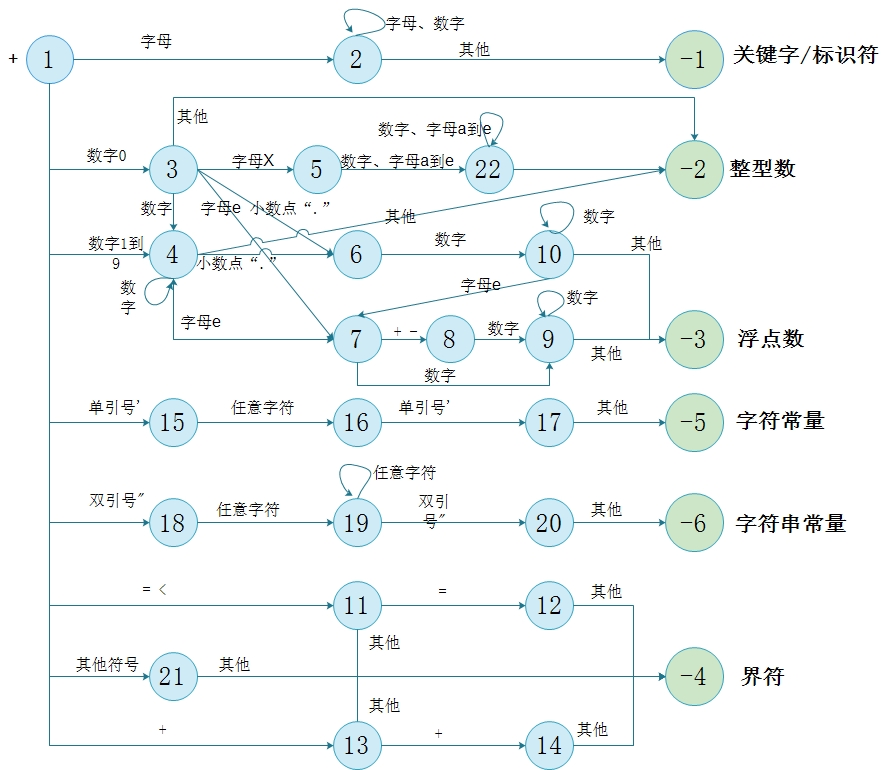 +
1
字母
字母、数字
2
其他
-1
关键字/标识符
其他
数字0
3
字母X
5
数字、字母a到e
数字、字母a到e
22
-2
整型数
数字
字母e
小数点“.”
其他
数字1到
9
4
小数点“.”
6
数字
10
数字
其他
数
字
字母e
字母e
7
+ -
8
数字
9
数字
其他
-3
浮点数
数字
单引号'
15
任意字符
16
单引号'
17
其他
-5
字符常量
双引号"
18
任意字符
19
任意字符
双引
号"
20
其他
-6
字符串常量
= <
11
=
12
其他
其他
其他符号
21
其他
-4
界符
其他
+
13
+
14
其他